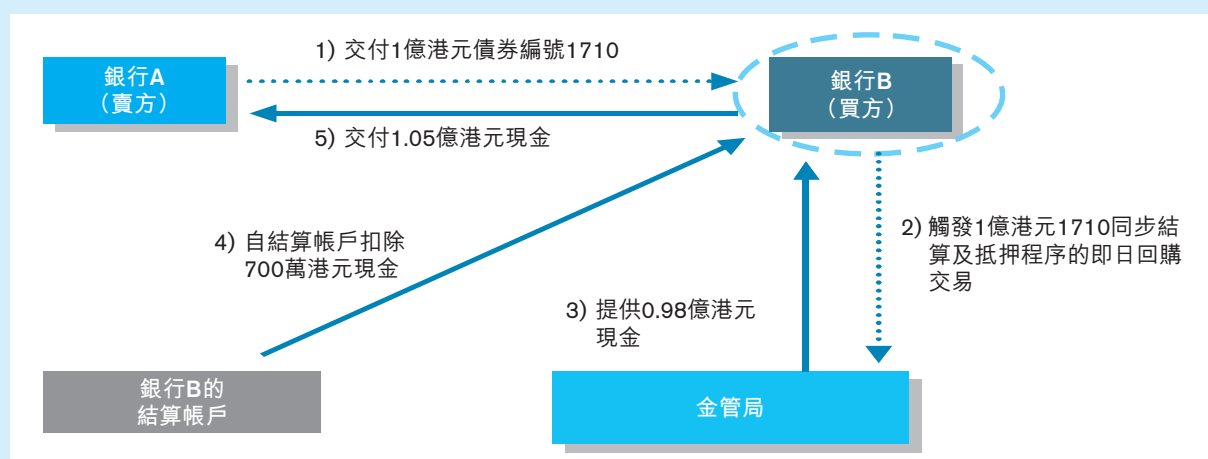 1) 交付1億港元債券編號1710
銀行A
（賣方）
銀行B
（買方）
5) 交付1.05億港元現金
4) 自結算帳戶扣除
700萬港元現金
2) 觸發1億港元1710同步結
算及抵押程序的即日回購
交易
3) 提供0.98億港元
現金
銀行B的
結算帳戶
金管局